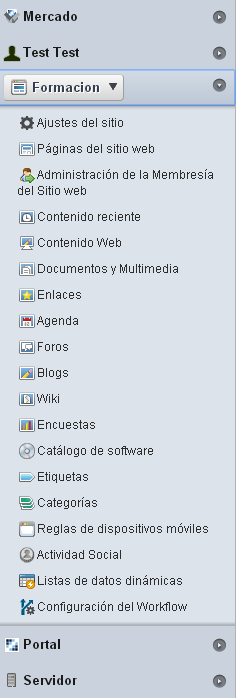 Mercado
Test Test
Formacion
Ajustes del sitio
Páginas del sitio web
Administración de la Membresía
del Sitio web
Contenido reciente
Contenido Web
Documentos y Multimedia
Enlaces
Agenda
Foros
Blogs
Wiki
Encuestas
Catálogo de software
Etiquetas
Categorías
Reglas de dispositivos móviles
Actividad Social
Listas de datos dinámicas
Configuración del Workflow
Portal
Servidor